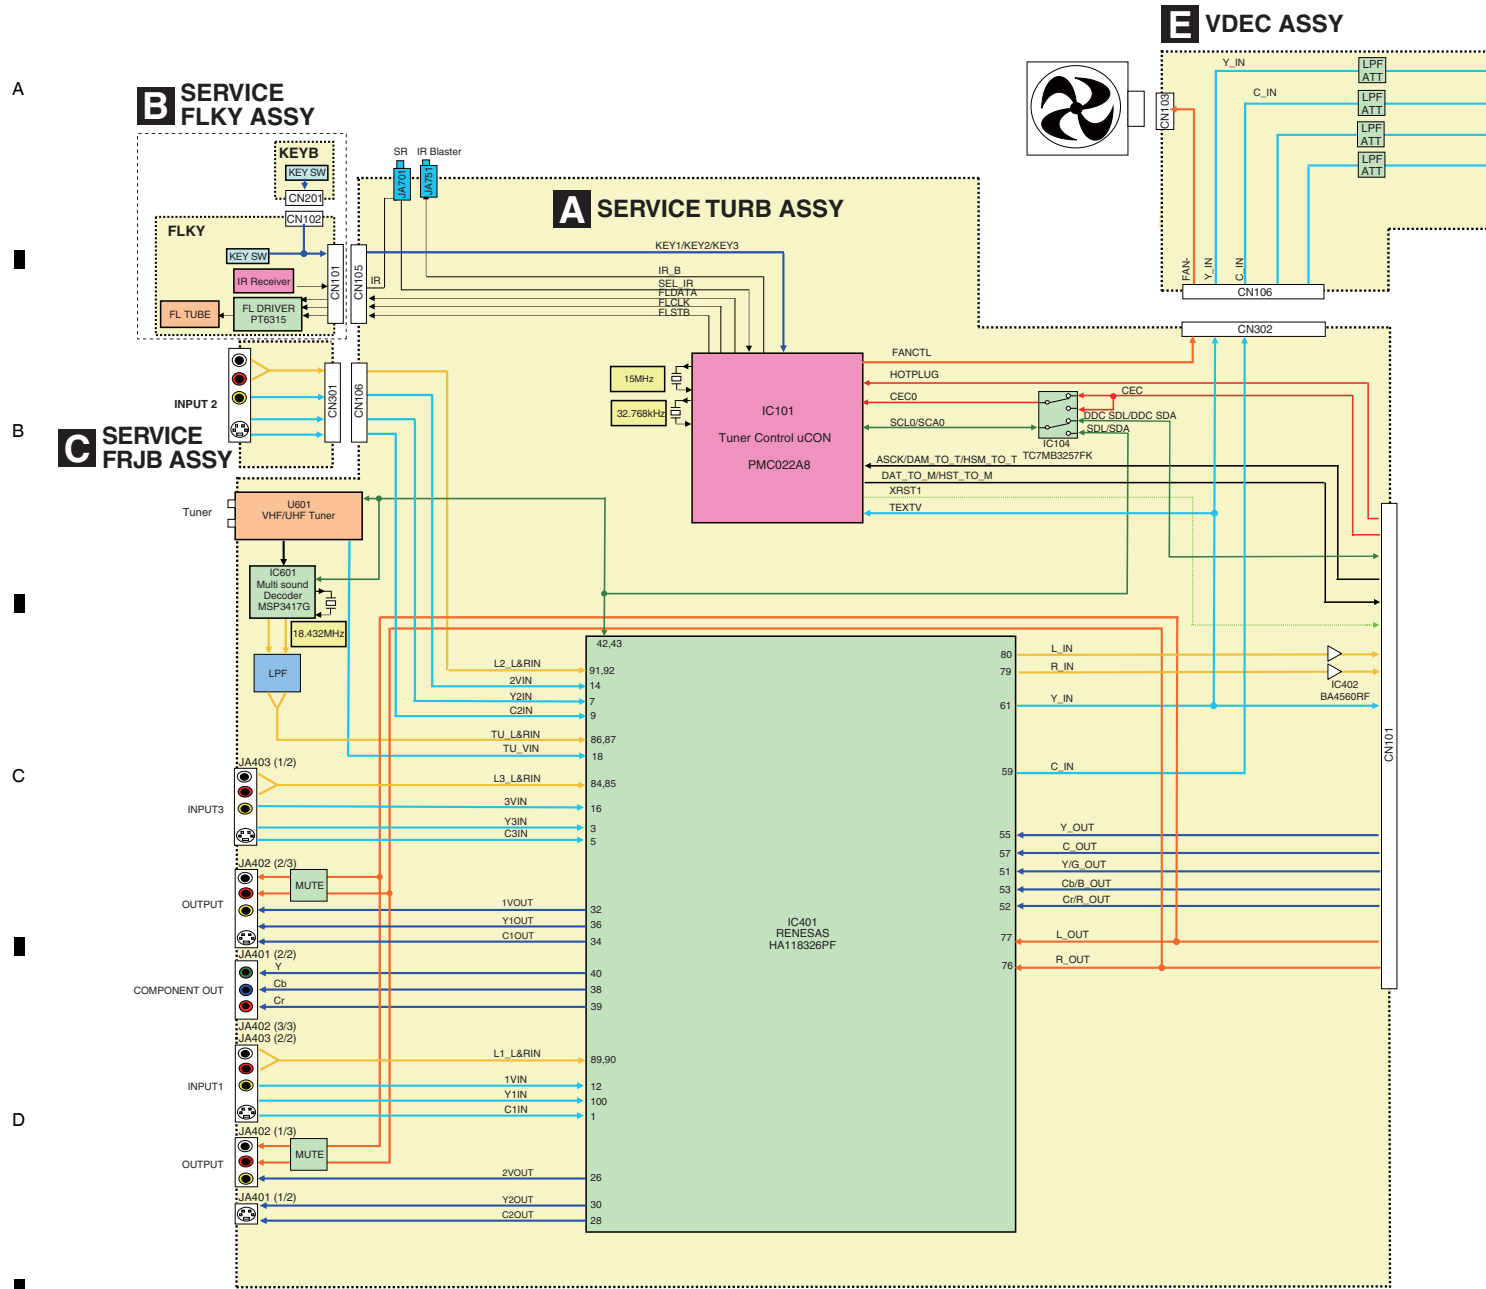 E VDEC ASSY
A
B SERVICE
FLKY ASSY
Y_IN
LPF
ATT
C_IN
LPF
ATT
LPF
ATT
LPF
ATT
CN103
FAN-
Y_IN
C_IN
CN106
CN302
KEYB
KEY SW
CN201
CN102
FLKY
KEY SW
IR Receiver
FL TUBE
FL DRIVER
PT6315
CN101
CN105
SR
IR Blaster
JA701
JA751
IR
A SERVICE TURB ASSY
KEY1/KEY2/KEY3
IR_B
SEL_IR
FLDATA
FLCLK
FLSTB
INPUT 2
CN301
CN106
B
C SERVICE
FRJB ASSY
15MHz
32.768kHz
IC101
Tuner Control uCON
PMC022A8
FANCTL
HOTPLUG
CEC0
CEC
SCL0/SCA0
DDC SDL/DDC SDA
SDL/SDA
IC104
TC7MB3257FK
ASCK/DAM_TO_T/HSM_TO_T
DAT_TO_M/HST_TO_M
XRST1
TEXTV
Tuner
U601
VHF/UHF Tuner
IC601
Multi sound
Decoder
MSP3417G
18.432MHz
LPF
42,43
L2_L&RIN
91,92
2VIN
14
Y2IN
7
C2IN
9
TU_L&RIN
86,87
TU_VIN
18
80
L_IN
79
R_IN
IC402
BA4560RF
61
Y_IN
CN101
C
JA403 (1/2)
INPUT3
L3_L&RIN
84,85
3VIN
16
Y3IN
3
C3IN
5
59
C_IN
JA402 (2/3)
OUTPUT
MUTE
1VOUT
32
Y1OUT
36
C1OUT
34
55
Y_OUT
57
C_OUT
51
Y/G_OUT
53
Cb/B_OUT
52
Cr/R_OUT
77
L_OUT
76
R_OUT
IC401
RENESAS
HA118326PF
JA401 (2/2)
COMPONENT OUT
Y
40
Cb
38
Cr
39
JA402 (3/3)
JA403 (2/2)
INPUT1
L1_L&RIN
89,90
1VIN
12
Y1IN
100
C1IN
1
D
JA402 (1/3)
OUTPUT
MUTE
2VOUT
26
JA401 (1/2)
Y2OUT
30
C2OUT
28